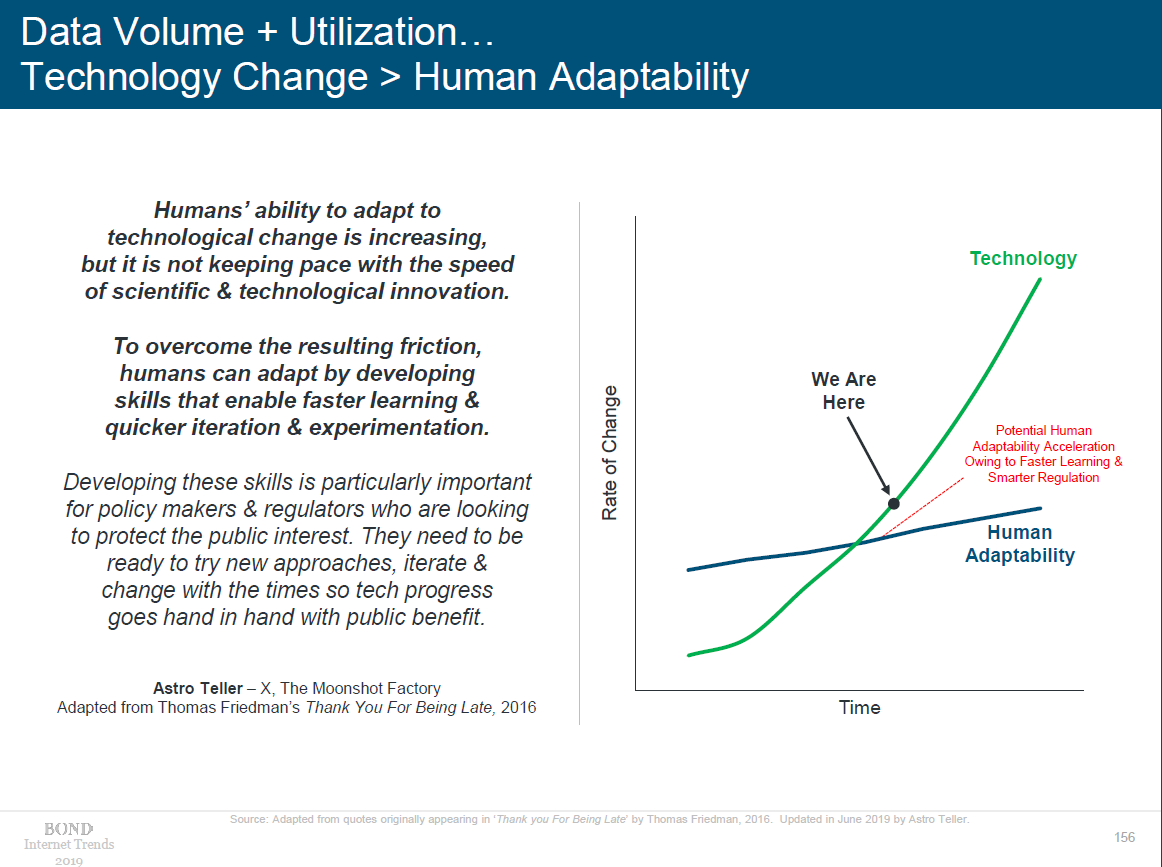 Data Volume + Utilization…
Technology Change > Human Adaptability
Humans’ ability to adapt to
technological change is increasing,
but it is not keeping pace with the speed
of scientific & technological innovation.
To overcome the resulting friction,
humans can adapt by developing
skills that enable faster learning &
quicker iteration & experimentation.
Developing these skills is particularly important
for policy makers & regulators who are looking
to protect the public interest. They need to be
ready to try new approaches, iterate &
change with the times so tech progress
goes hand in hand with public benefit.
Astro Teller – X, The Moonshot Factory
Adapted from Thomas Friedman’s Thank You For Being Late, 2016
Rate of Change
Technology
We Are
Here
Potential Human
Adaptability Acceleration
Owing to Faster Learning &
Smarter Regulation
Human
Adaptability
Time
BOND
Internet Trends
2019
Source: Adapted from quotes originally appearing in ‘Thank you For Being Late’ by Thomas Friedman, 2016. Updated in June 2019 by Astro Teller.
156